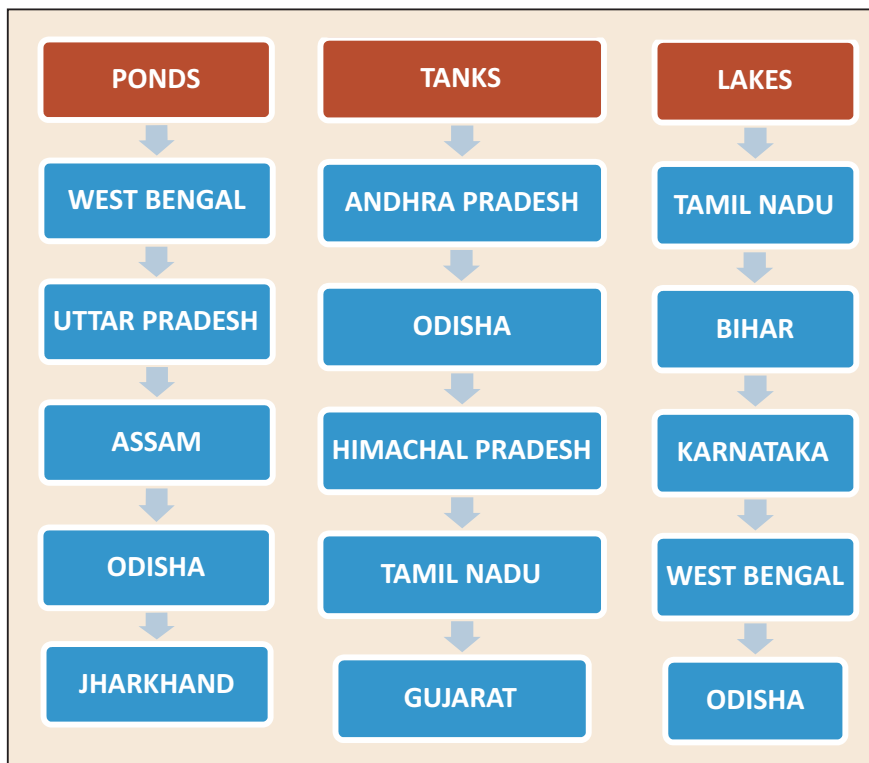 PONDS
WEST BENGAL
UTTAR PRADESH
ASSAM
ODISHA
JHARKHAND
TANKS
ANDHRA PRADESH
ODISHA
HIMACHAL PRADESH
TAMIL NADU
GUJARAT
LAKES
TAMIL NADU
BIHAR
KARNATAKA
WEST BENGAL
ODISHA